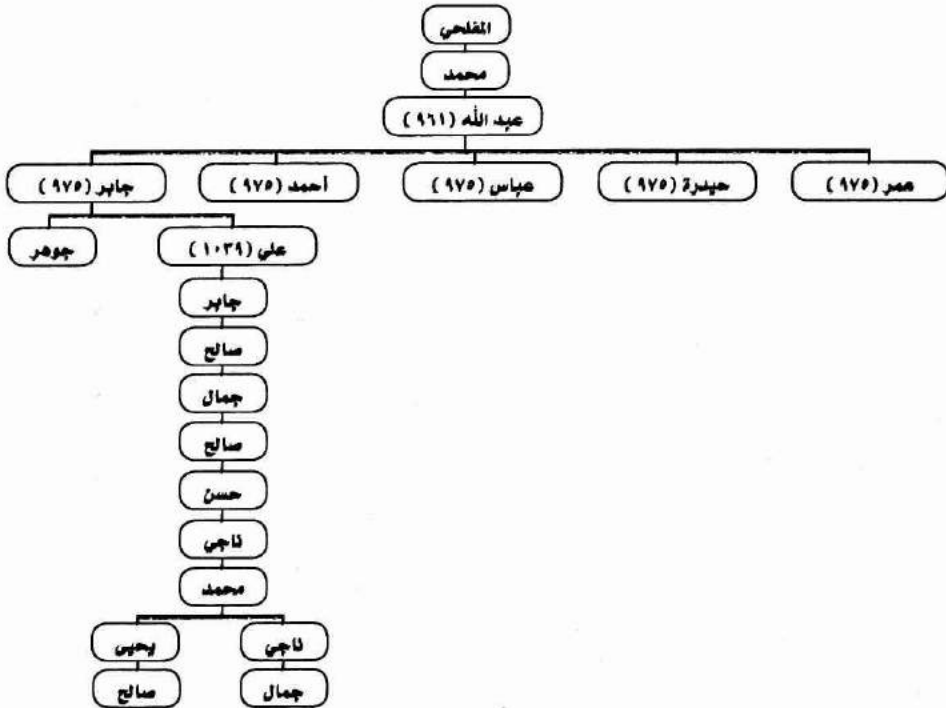 المفلحي
محمد
عبد الله (٩٦١)
عمر (٩٧٥) حيدرة (٩٧٥) عباس (٩٧٥) أحمد (٩٧٥) جابر (٩٧٥)
علي (١٠٣٩) جوهر
جابر
صالح
جمال
صالح
حسن
ناجي
محمد
ناجي يحيى
جمال صالح